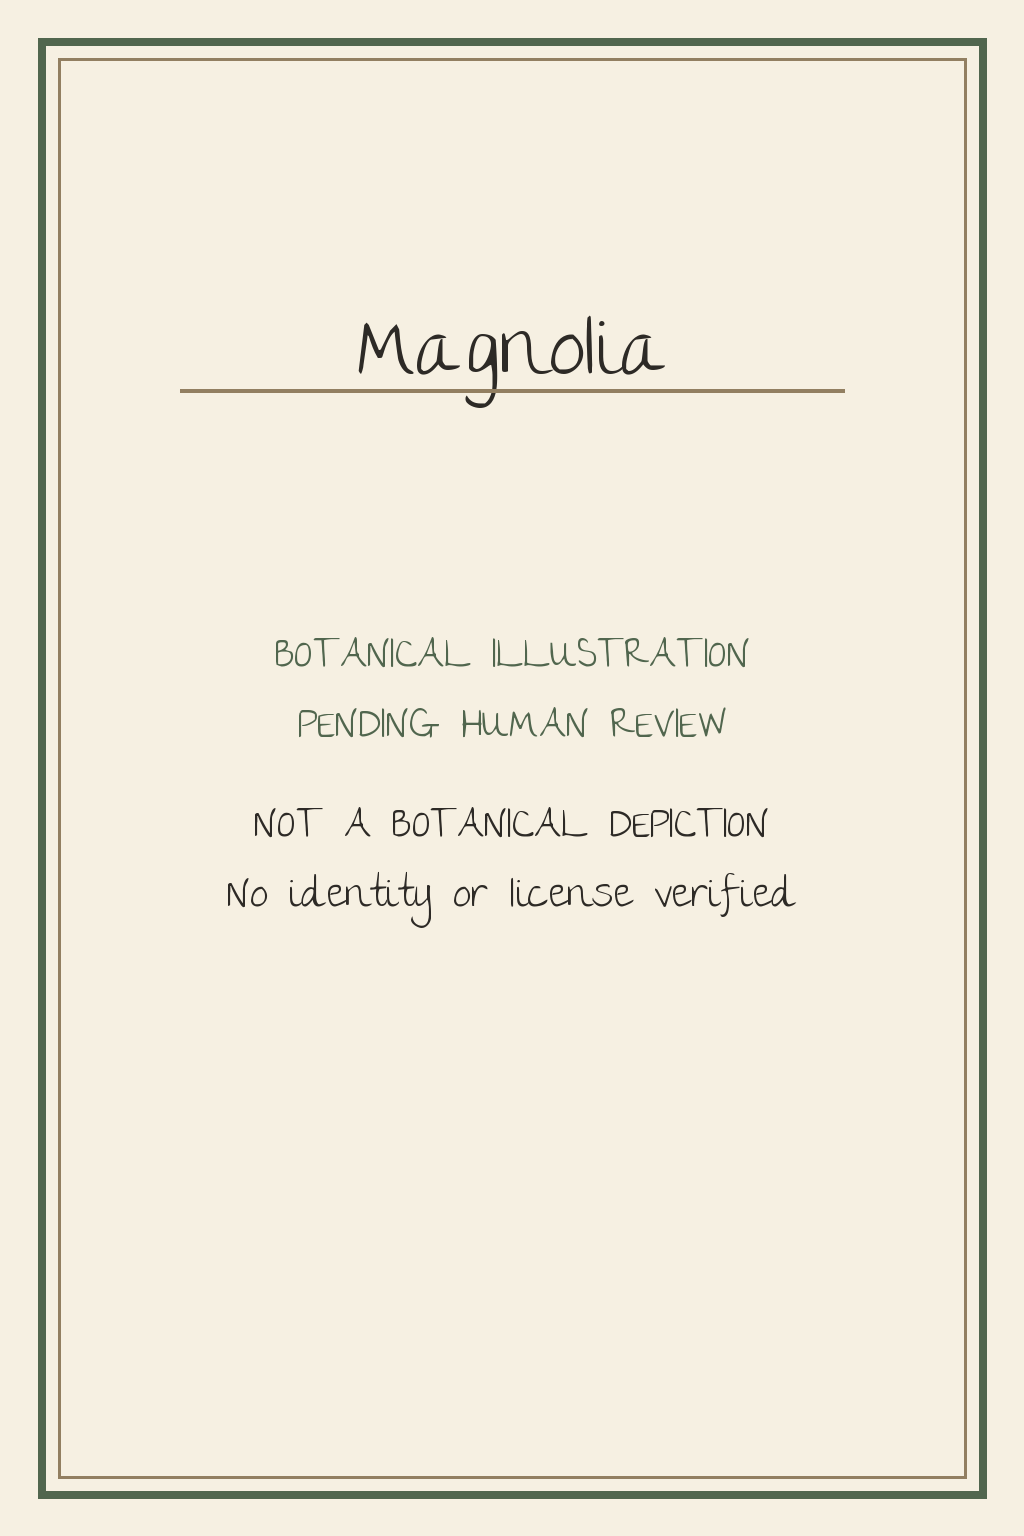 Magnolia
BOTANICAL ILLUSTRATION
PENDING HUMAN REVIEW
NOT A BOTANICAL DEPICTION
No identity or license verified